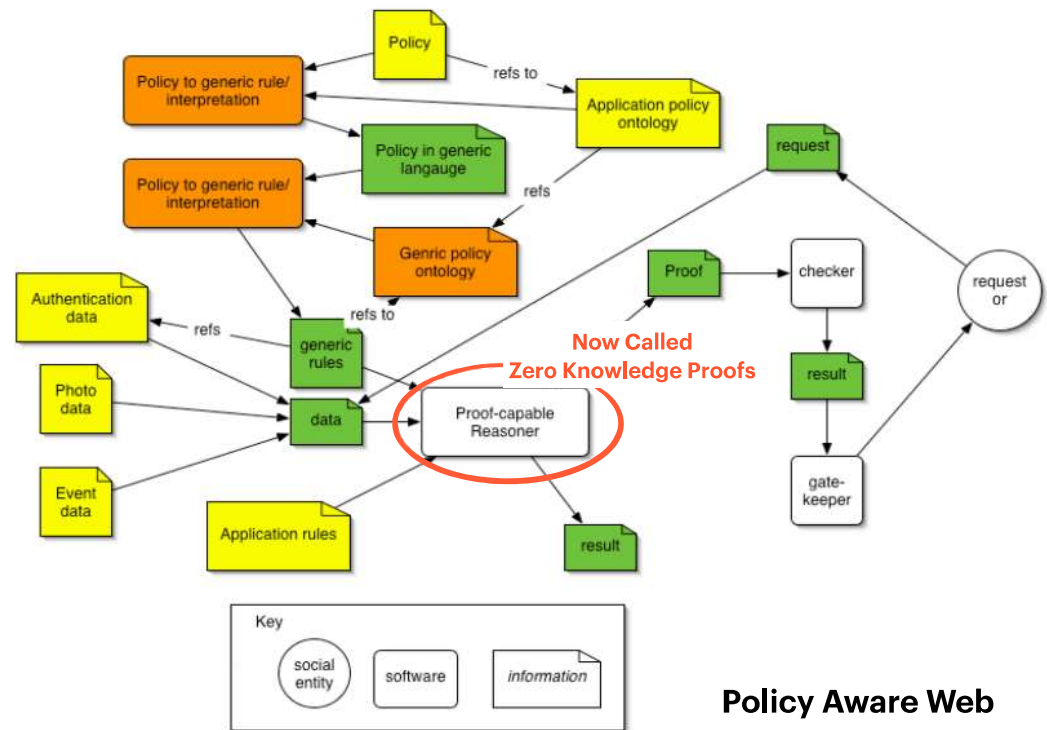 Policy
Policy to generic rule/
interpretation
refs to
Application policy
ontology
Policy in generic
langauge
request
Policy to generic rule/
interpretation
refs
Genric policy
ontology
Proof
checker
request
or
Authentication
data
refs
refs to
generic
rules
Now Called
Zero Knowledge Proofs
result
Photo
data
data
Proof-capable
Reasoner
gate-
keeper
Event
data
Application rules
result
Key
social
entity
software
information
Policy Aware Web